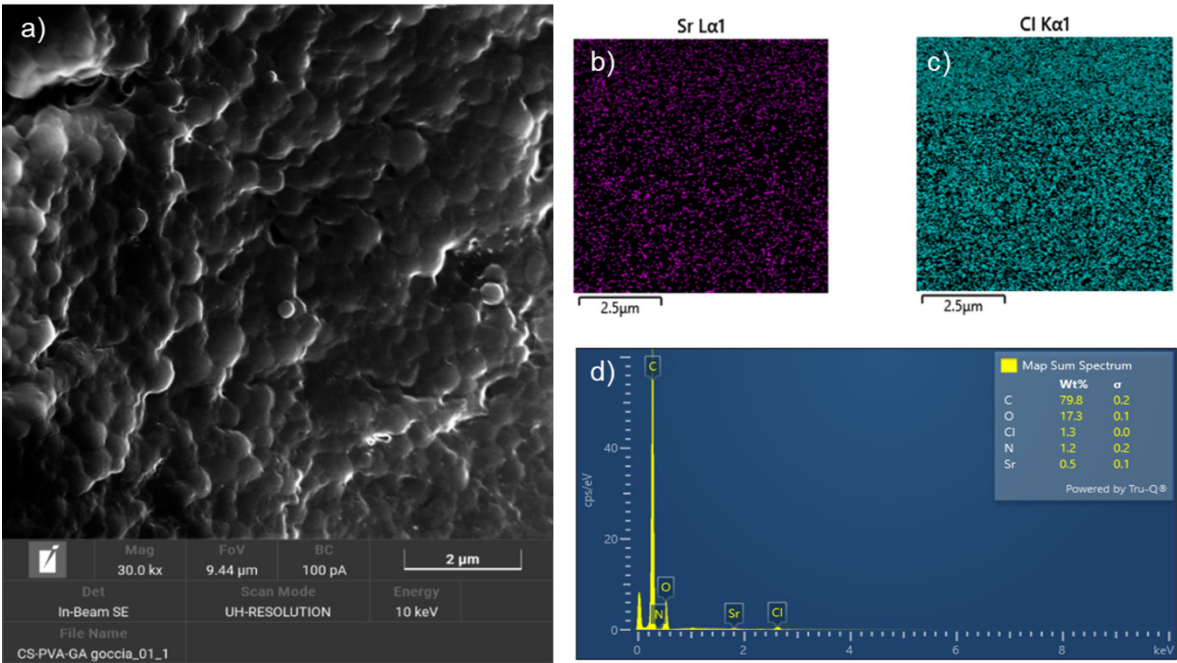 a)
Mag FoV BC
30.0 kx 9.44 µm 100 pA 2 µm
Det Scan Mode Energy
In-Beam SE UH-RESOLUTION 10 keV
File Name
CS-PVA-GA goccia_01_1
Sr Lα1
b)
2.5µm
Cl Kα1
c)
2.5µm
d)
Map Sum Spectrum
Wt% σ
C 79.8 0.2
O 17.3 0.1
Cl 1.3 0.0
N 1.2 0.2
Sr 0.5 0.1
Powered by Tru-Q®
cps/eV
40
20
0
C
O
N
Sr
Cl
0 2 4 6 8 keV